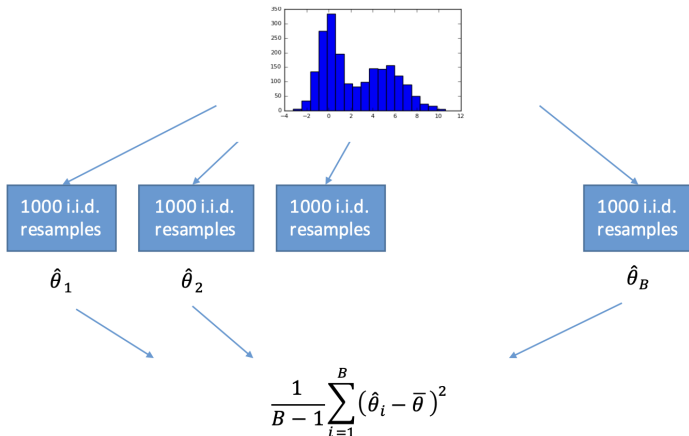 350
300
250
200
150
100
50
0
−4 −2 0 2 4 6 8 10 12
1000 i.i.d. resamples
1000 i.i.d. resamples
1000 i.i.d. resamples
1000 i.i.d. resamples
θ̂₁ θ̂₂ θ̂_B
1/(B − 1) ∑_{i=1}^{B} (θ̂ᵢ − θ̄)²